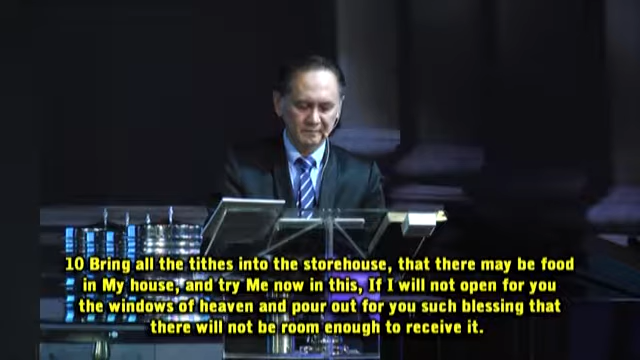 10 Bring all the tithes into the storehouse, that there may be food
in My house, and try Me now in this, If I will not open for you
the windows of heaven and pour out for you such blessing that
there will not be room enough to receive it.